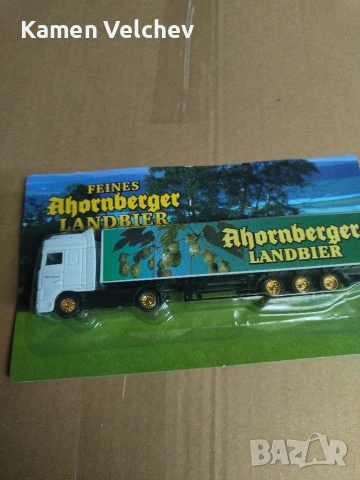 Kamen Velchev
FEINES
Ahornberger
LANDBIER
Ahornberger
LANDBIER
BAZAR